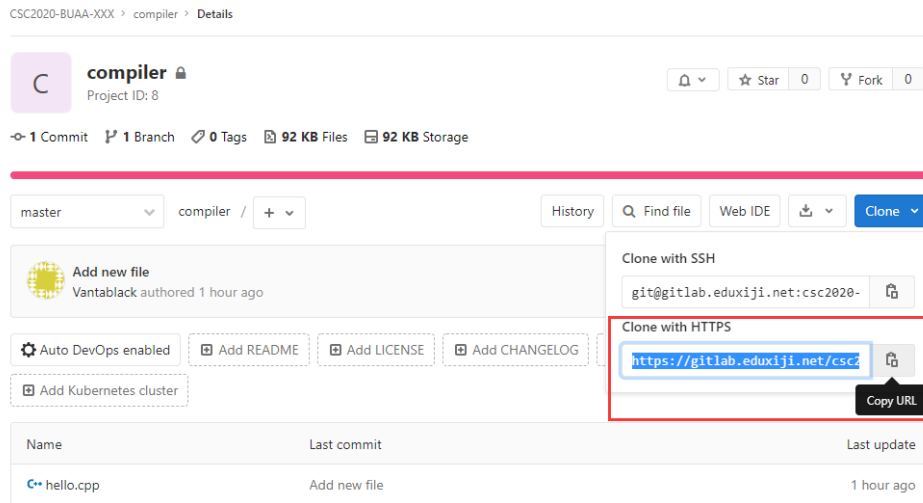 CSC2020-BUAA-XXX > compiler > Details
C
compiler
Project ID: 8
Star 0
Fork 0
1 Commit 1 Branch 0 Tags 92 KB Files 92 KB Storage
master compiler / + History Find file Web IDE Clone
Clone with SSH
git@gitlab.eduxiji.net:csc2020-
Clone with HTTPS
https://gitlab.eduxiji.net/csc2
Copy URL
Add new file
Vantablack authored 1 hour ago
Auto DevOps enabled Add README Add LICENSE Add CHANGELOG
Add Kubernetes cluster
Name Last commit Last update
C++ hello.cpp Add new file 1 hour ago